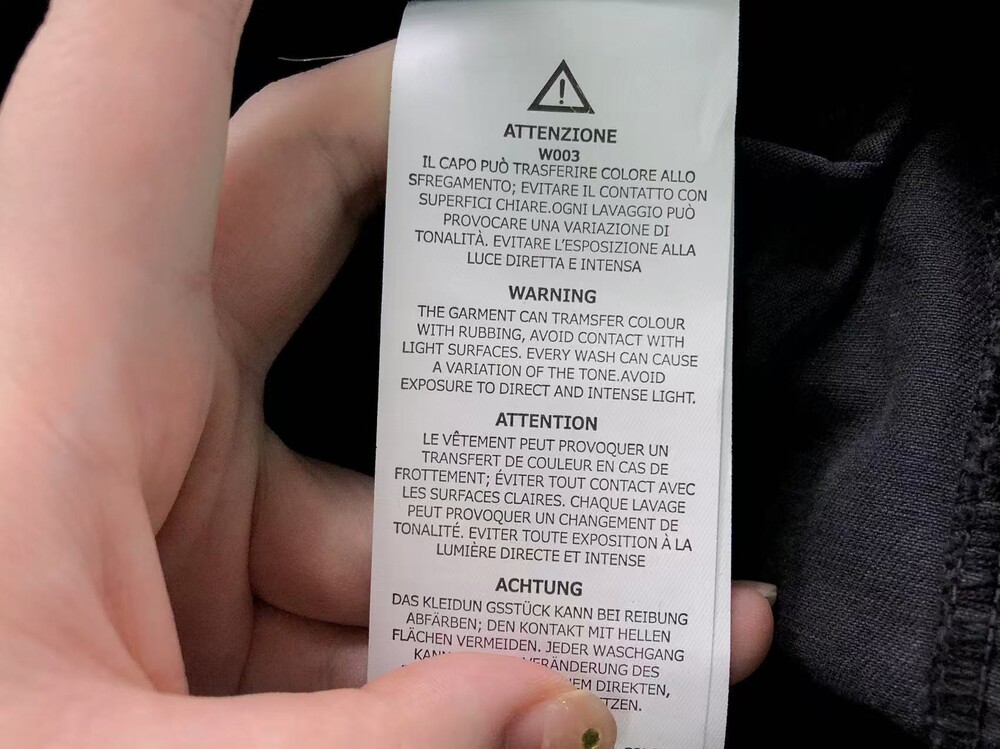 ATTENZIONE
W003
IL CAPO PUÒ TRASFERIRE COLORE ALLO
SFREGAMENTO; EVITARE IL CONTATTO CON
SUPERFICI CHIARE.OGNI LAVAGGIO PUÒ
PROVOCARE UNA VARIAZIONE DI
TONALITÀ. EVITARE L'ESPOSIZIONE ALLA
LUCE DIRETTA E INTENSA
WARNING
THE GARMENT CAN TRAMSFER COLOUR
WITH RUBBING, AVOID CONTACT WITH
LIGHT SURFACES. EVERY WASH CAN CAUSE
A VARIATION OF THE TONE.AVOID
EXPOSURE TO DIRECT AND INTENSE LIGHT.
ATTENTION
LE VÊTEMENT PEUT PROVOQUER UN
TRANSFERT DE COULEUR EN CAS DE
FROTTEMENT; ÉVITER TOUT CONTACT AVEC
LES SURFACES CLAIRES. CHAQUE LAVAGE
PEUT PROVOQUER UN CHANGEMENT DE
TONALITÉ. EVITER TOUTE EXPOSITION À LA
LUMIÈRE DIRECTE ET INTENSE
ACHTUNG
DAS KLEIDUN GSSTÜCK KANN BEI REIBUNG
ABFÄRBEN; DEN KONTAKT MIT HELLEN
FLÄCHEN VERMEIDEN. JEDER WASCHGANG
DES
DIREKTEN,